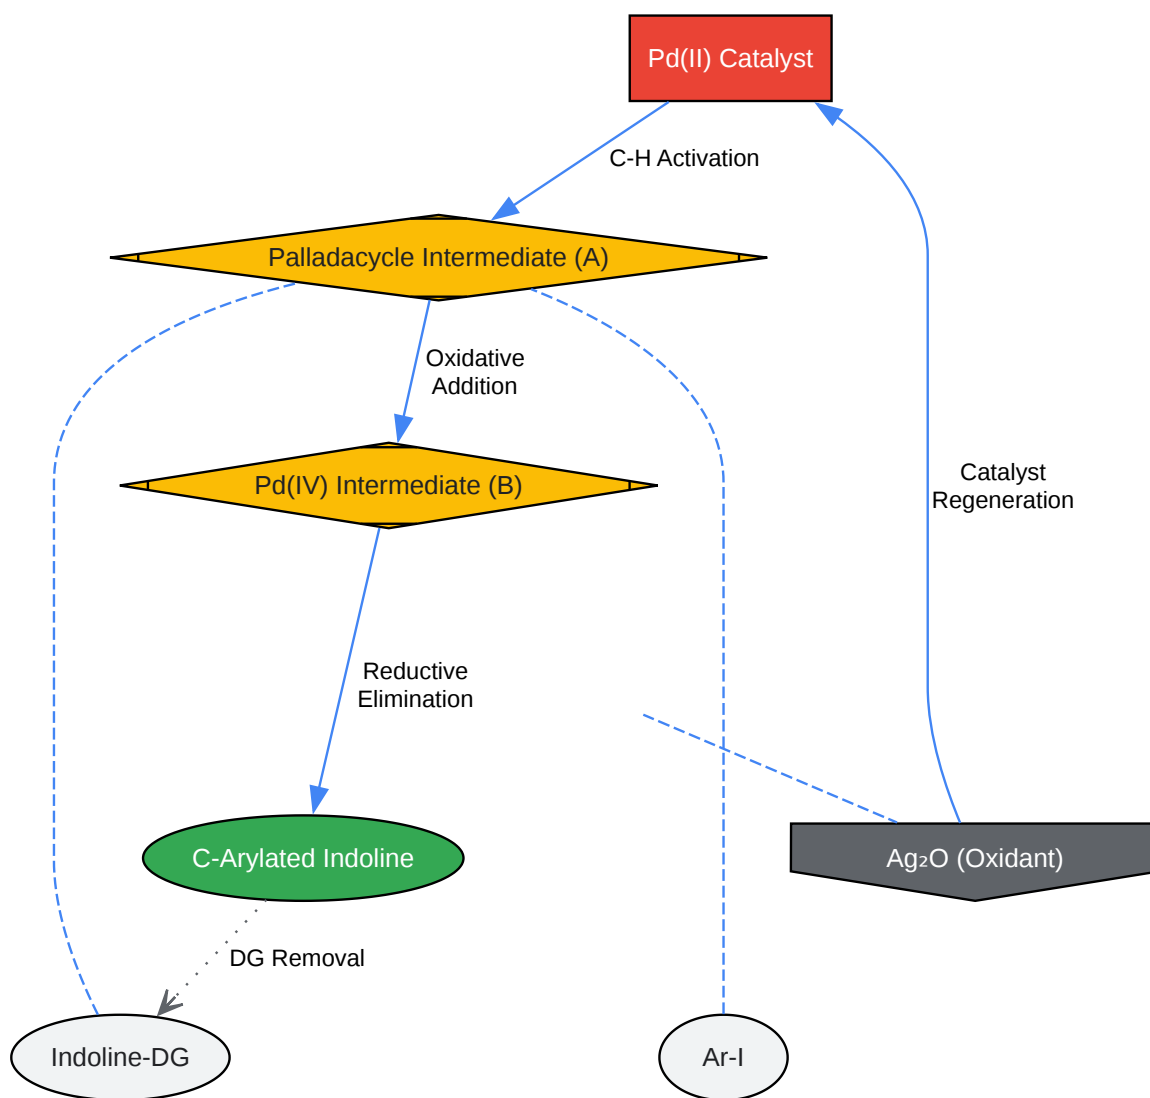 Pd(II) Catalyst
C-H Activation
Palladacycle Intermediate (A)
Oxidative
Addition
Pd(IV) Intermediate (B)
Catalyst
Regeneration
Reductive
Elimination
C-Arylated Indoline
Ag₂O (Oxidant)
DG Removal
Indoline-DG
Ar-I